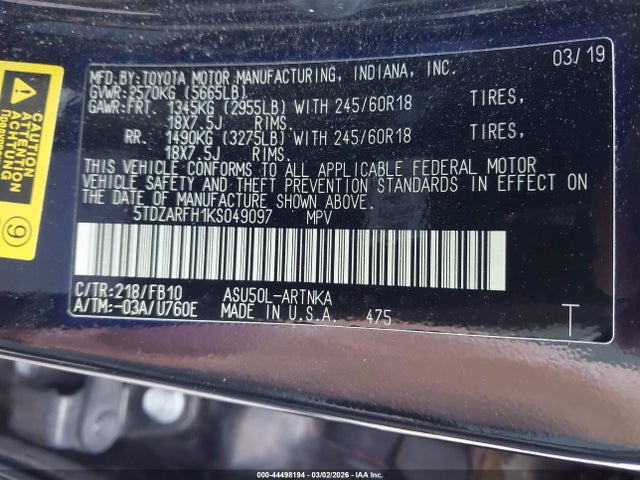 03/19
MFD.BY:TOYOTA MOTOR MANUFACTURING, INDIANA, INC.
GVWR:2570KG (5665LB)
GAWR:FRT. 1345KG (2955LB) WITH 245/60R18 TIRES,
18X7.5J RIMS.
RR. 1490KG (3275LB) WITH 245/60R18 TIRES,
18X7.5J RIMS.
THIS VEHICLE CONFORMS TO ALL APPLICABLE FEDERAL MOTOR
VEHICLE SAFETY AND THEFT PREVENTION STANDARDS IN EFFECT ON
THE DATE OF MANUFACTURE SHOWN ABOVE.
5TDZARFH1KS049097 MPV
C/TR:218/FB10 ASU50L-ARTNKA
A/TM:-03A/U760E MADE IN U.S.A. 475 T
CAUTION
ATTENTION
ACHTUNG
9
000-44498194 - 03/02/2026 - IAA, Inc.